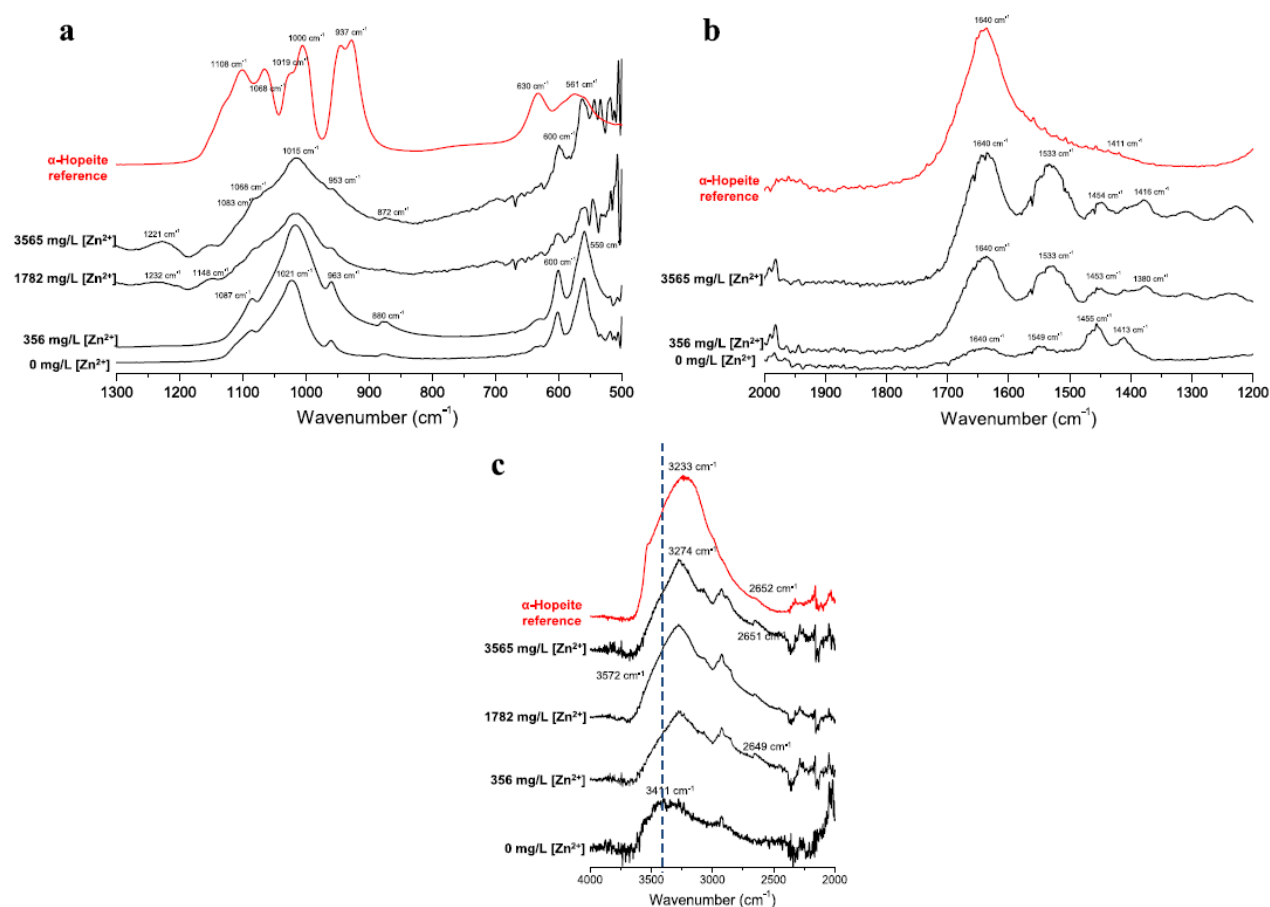 a
1108 cm⁻¹
1068 cm⁻¹
1019 cm⁻¹
1000 cm⁻¹
937 cm⁻¹
630 cm⁻¹
561 cm⁻¹
α-Hopeite
reference
1083 cm⁻¹
1068 cm⁻¹
1015 cm⁻¹
953 cm⁻¹
872 cm⁻¹
600 cm⁻¹
1221 cm⁻¹
3565 mg/L [Zn²⁺]
1232 cm⁻¹
1148 cm⁻¹
1782 mg/L [Zn²⁺]
1087 cm⁻¹
1021 cm⁻¹
963 cm⁻¹
880 cm⁻¹
600 cm⁻¹
559 cm⁻¹
356 mg/L [Zn²⁺]
0 mg/L [Zn²⁺]
1300 1200 1100 1000 900 800 700 600 500
Wavenumber (cm⁻¹)
b
1640 cm⁻¹
1411 cm⁻¹
α-Hopeite
reference
1640 cm⁻¹
1533 cm⁻¹
1454 cm⁻¹
1416 cm⁻¹
3565 mg/L [Zn²⁺]
1640 cm⁻¹
1533 cm⁻¹
1453 cm⁻¹
1380 cm⁻¹
356 mg/L [Zn²⁺]
1640 cm⁻¹
1549 cm⁻¹
1455 cm⁻¹
1413 cm⁻¹
0 mg/L [Zn²⁺]
2000 1900 1800 1700 1600 1500 1400 1300 1200
Wavenumber (cm⁻¹)
c
3233 cm⁻¹
2652 cm⁻¹
α-Hopeite
reference
3274 cm⁻¹
2651 cm⁻¹
3565 mg/L [Zn²⁺]
3572 cm⁻¹
1782 mg/L [Zn²⁺]
2649 cm⁻¹
356 mg/L [Zn²⁺]
3411 cm⁻¹
0 mg/L [Zn²⁺]
4000 3500 3000 2500 2000
Wavenumber (cm⁻¹)